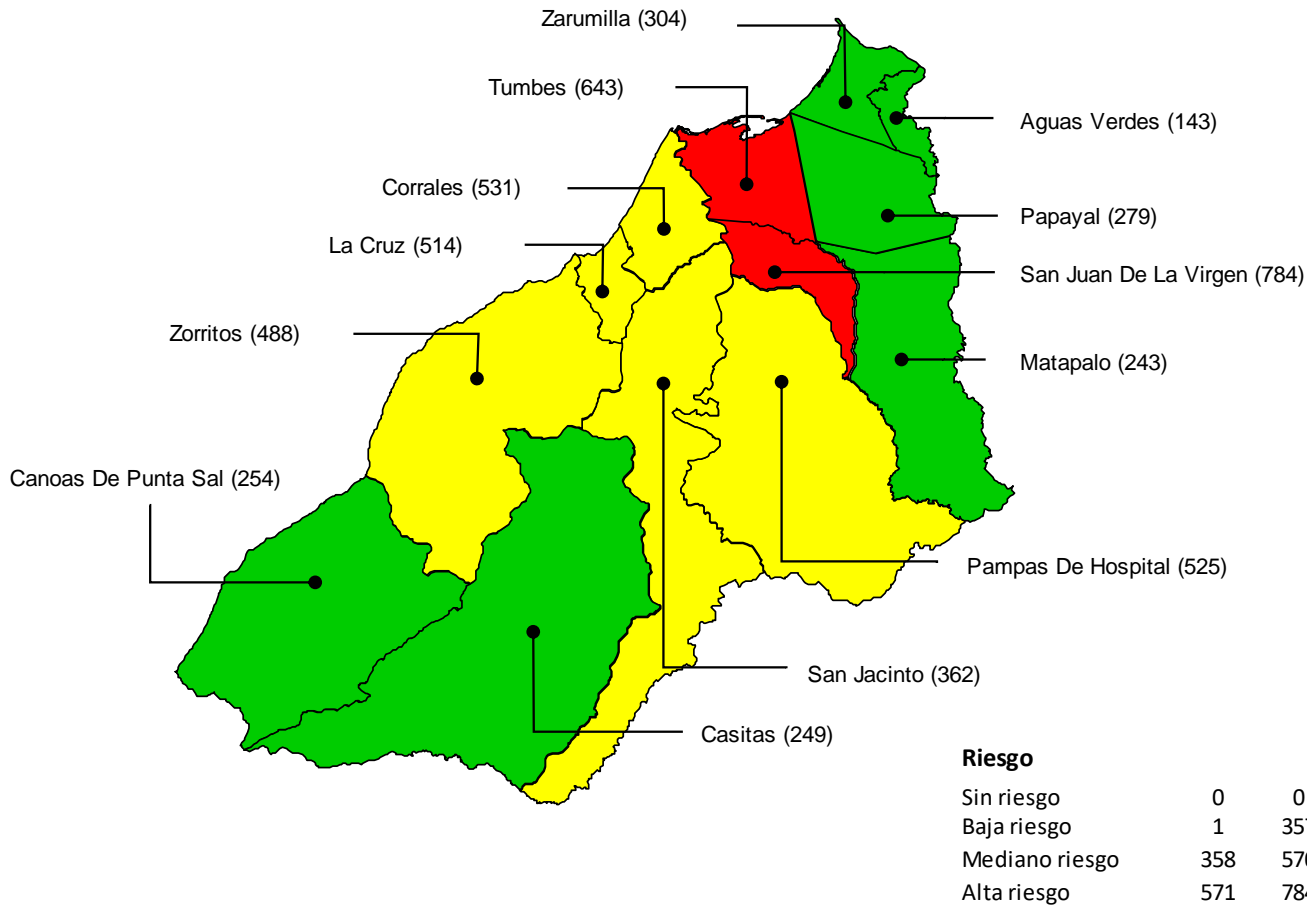 Zarumilla (304)
Tumbes (643)
Aguas Verdes (143)
Corrales (531)
Papayal (279)
La Cruz (514)
San Juan De La Virgen (784)
Zorritos (488)
Matapalo (243)
Canoas De Punta Sal (254)
Pampas De Hospital (525)
San Jacinto (362)
Casitas (249)
Riesgo
Sin riesgo 0 0
Baja riesgo 1
Mediano riesgo 358
Alta riesgo 571 784